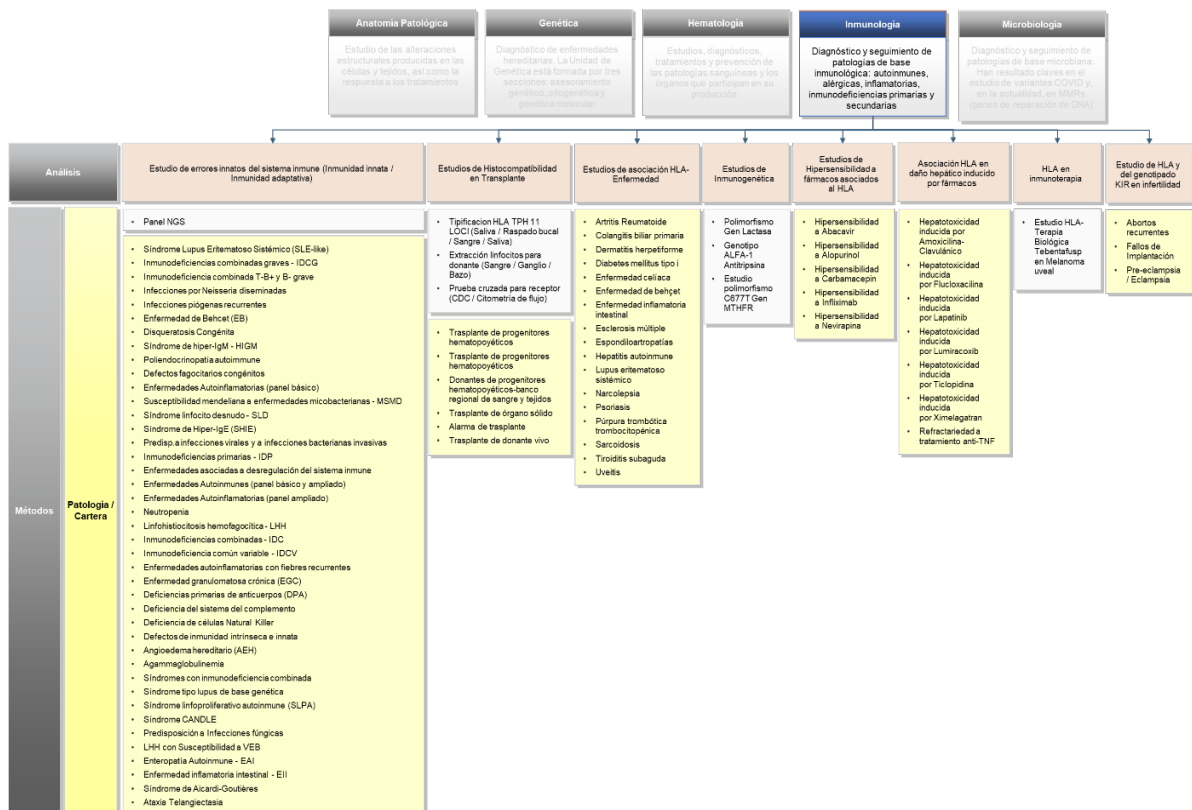 Anatomía Patológica
Estudio de las alteraciones
estructurales producidas en las
células y tejidos, así como la
respuesta a los tratamientos
Genética
Diagnóstico de enfermedades
hereditarias. La Unidad de
Genética está formada por tres
secciones: asesoramiento
genético, citogenética y
genética molecular
Hematología
Estudios, diagnósticos,
tratamientos y prevención de
las patologías sanguíneas y los
órganos que participan en su
producción
Inmunología
Diagnóstico y seguimiento de
patologías de base
inmunológica: autoinmunes,
alérgicas, inflamatorias,
inmunodeficiencias primarias y
secundarias
Microbiología
Diagnóstico y seguimiento de
patologías de base microbiana.
Han resultado claves en el
estudio de variantes COVID y,
en la actualidad, en MMRs
(genes de reparación de DNA)
Análisis
Estudio de errores innatos del sistema inmune (Inmunidad innata /
Inmunidad adaptativa)
Estudios de Histocompatibilidad
en Transplante
Estudios de asociación HLA-
Enfermedad
Estudios de
Inmunogenética
Estudios de
Hipersensibilidad a
fármacos asociados
al HLA
Asociación HLA en
daño hepático inducido
por fármacos
HLA en
inmunoterapia
Estudio de HLA y
del genotipado
KIR en infertilidad
Métodos
Patología /
Cartera
• Panel NGS
• Síndrome Lupus Eritematoso Sistémico (SLE-like)
• Inmunodeficiencias combinadas graves - IDCG
• Inmunodeficiencia combinada T-B+ y B- grave
• Infecciones por Neisseria diseminadas
• Infecciones piógenas recurrentes
• Enfermedad de Behcet (EB)
• Disqueratosis Congénita
• Síndrome de hiper-IgM - HIGM
• Poliendocrinopatía autoimmune
• Defectos fagocitarios congénitos
• Enfermedades Autoinflamatorias (panel básico)
• Susceptibilidad mendeliana a enfermedades micobacterianas - MSMD
• Síndrome linfocito desnudo - SLD
• Síndrome de Hiper-IgE (SHIE)
• Predisp.a infecciones virales y a infecciones bacterianas invasivas
• Inmunodeficiencias primarias - IDP
• Enfermedades asociadas a desregulación del sistema inmune
• Enfermedades Autoinmunes (panel básico y ampliado)
• Enfermedades Autoinflamatorias (panel ampliado)
• Neutropenia
• Linfohistiocitosis hemofagocítica - LHH
• Inmunodeficiencias combinadas - IDC
• Inmunodeficiencia común variable - IDCV
• Enfermedades autoinflamatorias con fiebres recurrentes
• Enfermedad granulomatosa crónica (EGC)
• Deficiencias primarias de anticuerpos (DPA)
• Deficiencia del sistema del complemento
• Deficiencia de células Natural Killer
• Defectos de inmunidad intrínseca e innata
• Angioedema hereditario (AEH)
• Agammaglobulinemia
• Síndromes con inmunodeficiencia combinada
• Síndrome tipo lupus de base genética
• Síndrome linfoproliferativo autoinmune (SLPA)
• Síndrome CANDLE
• Predisposición a Infecciones fúngicas
• LHH con Susceptibilidad a VEB
• Enteropatía Autoinmune - EAI
• Enfermedad inflamatoria intestinal - EII
• Síndrome de Aicardi-Goutières
• Ataxia Telangiectasia
• Tipificacion HLA TPH 11
LOCI (Saliva / Raspado bucal
/ Sangre / Saliva)
• Extracción linfocitos para
donante (Sangre / Ganglio /
Bazo)
• Prueba cruzada para receptor
(CDC / Citometría de flujo)
• Trasplante de progenitores
hematopoyéticos
• Trasplante de progenitores
hematopoyéticos
• Donantes de progenitores
hematopoyéticos-banco
regional de sangre y tejidos
• Trasplante de órgano sólido
• Alarma de trasplante
• Trasplante de donante vivo
• Artritis Reumatoide
• Colangitis biliar primaria
• Dermatitis herpetiforme
• Diabetes mellitus tipo i
• Enfermedad celíaca
• Enfermedad de behçet
• Enfermedad inflamatoria
intestinal
• Esclerosis múltiple
• Espondiloartropatías
• Hepatitis autoinmune
• Lupus eritematoso
sistémico
• Narcolepsia
• Psoriasis
• Púrpura trombótica
trombocitopénica
• Sarcoidosis
• Tiroiditis subaguda
• Uveitis
• Polimorfismo
Gen Lactasa
• Genotipo
ALFA-1
Antitripsina
• Estudio
polimorfismo
C677T Gen
MTHFR
• Hipersensibilidad
a Abacavir
• Hipersensibilidad
a Alopurinol
• Hipersensibilidad
a Carbamacepin
• Hipersensibilidad
a Infliximab
• Hipersensibilidad
a Nevirapina
• Hepatotoxicidad
inducida por
Amoxicilina-
Clavulánico
• Hepatotoxicidad
inducida
por Flucloxacilina
• Hepatotoxicidad
inducida
por Lapatinib
• Hepatotoxicidad
inducida
por Lumiracoxib
• Hepatotoxicidad
inducida
por Ticlopidina
• Hepatotoxicidad
inducida
por Ximelagatran
• Refractariedad a
tratamiento anti-TNF
• Estudio HLA-
Terapia
Biológica
Tebentafusp
en Melanoma
uveal
• Abortos
recurrentes
• Fallos de
Implantación
• Pre-eclampsia
/ Eclampsia